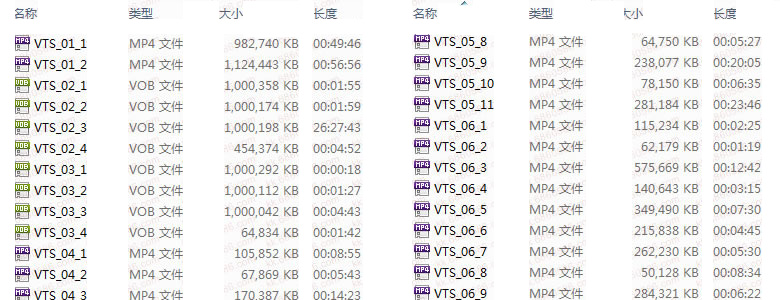 名称 类型 大小 长度
VTS_01_1 MP4 文件 982,740 KB 00:49:46
VTS_01_2 MP4 文件 1,124,443 KB 00:56:56
VTS_02_1 VOB 文件 1,000,358 KB 00:01:55
VTS_02_2 VOB 文件 1,000,174 KB 00:01:59
VTS_02_3 VOB 文件 1,000,198 KB 26:27:43
VTS_02_4 VOB 文件 454,374 KB 00:04:52
VTS_03_1 VOB 文件 1,000,292 KB 00:00:18
VTS_03_2 VOB 文件 1,000,112 KB 00:01:27
VTS_03_3 VOB 文件 1,000,042 KB 00:04:43
VTS_03_4 VOB 文件 64,834 KB 00:01:42
VTS_04_1 MP4 文件 105,852 KB 00:08:55
VTS_04_2 MP4 文件 67,869 KB 00:05:43
VTS_04_3 MP4 文件 170,387 KB 00:14:23
名称 类型 大小 长度
VTS_05_8 MP4 文件 64,750 KB 00:05:27
VTS_05_9 MP4 文件 238,077 KB 00:20:05
VTS_05_10 MP4 文件 78,150 KB 00:06:35
VTS_05_11 MP4 文件 281,184 KB 00:23:46
VTS_06_1 MP4 文件 115,234 KB 00:02:25
VTS_06_2 MP4 文件 62,179 KB 00:01:19
VTS_06_3 MP4 文件 575,669 KB 00:12:42
VTS_06_4 MP4 文件 140,643 KB 00:03:15
VTS_06_5 MP4 文件 349,490 KB 00:07:30
VTS_06_6 MP4 文件 215,838 KB 00:04:45
VTS_06_7 MP4 文件 262,230 KB 00:05:30
VTS_06_8 MP4 文件 50,128 KB 00:08:34
VTS_06_9 MP4 文件 284,321 KB 00:06:22